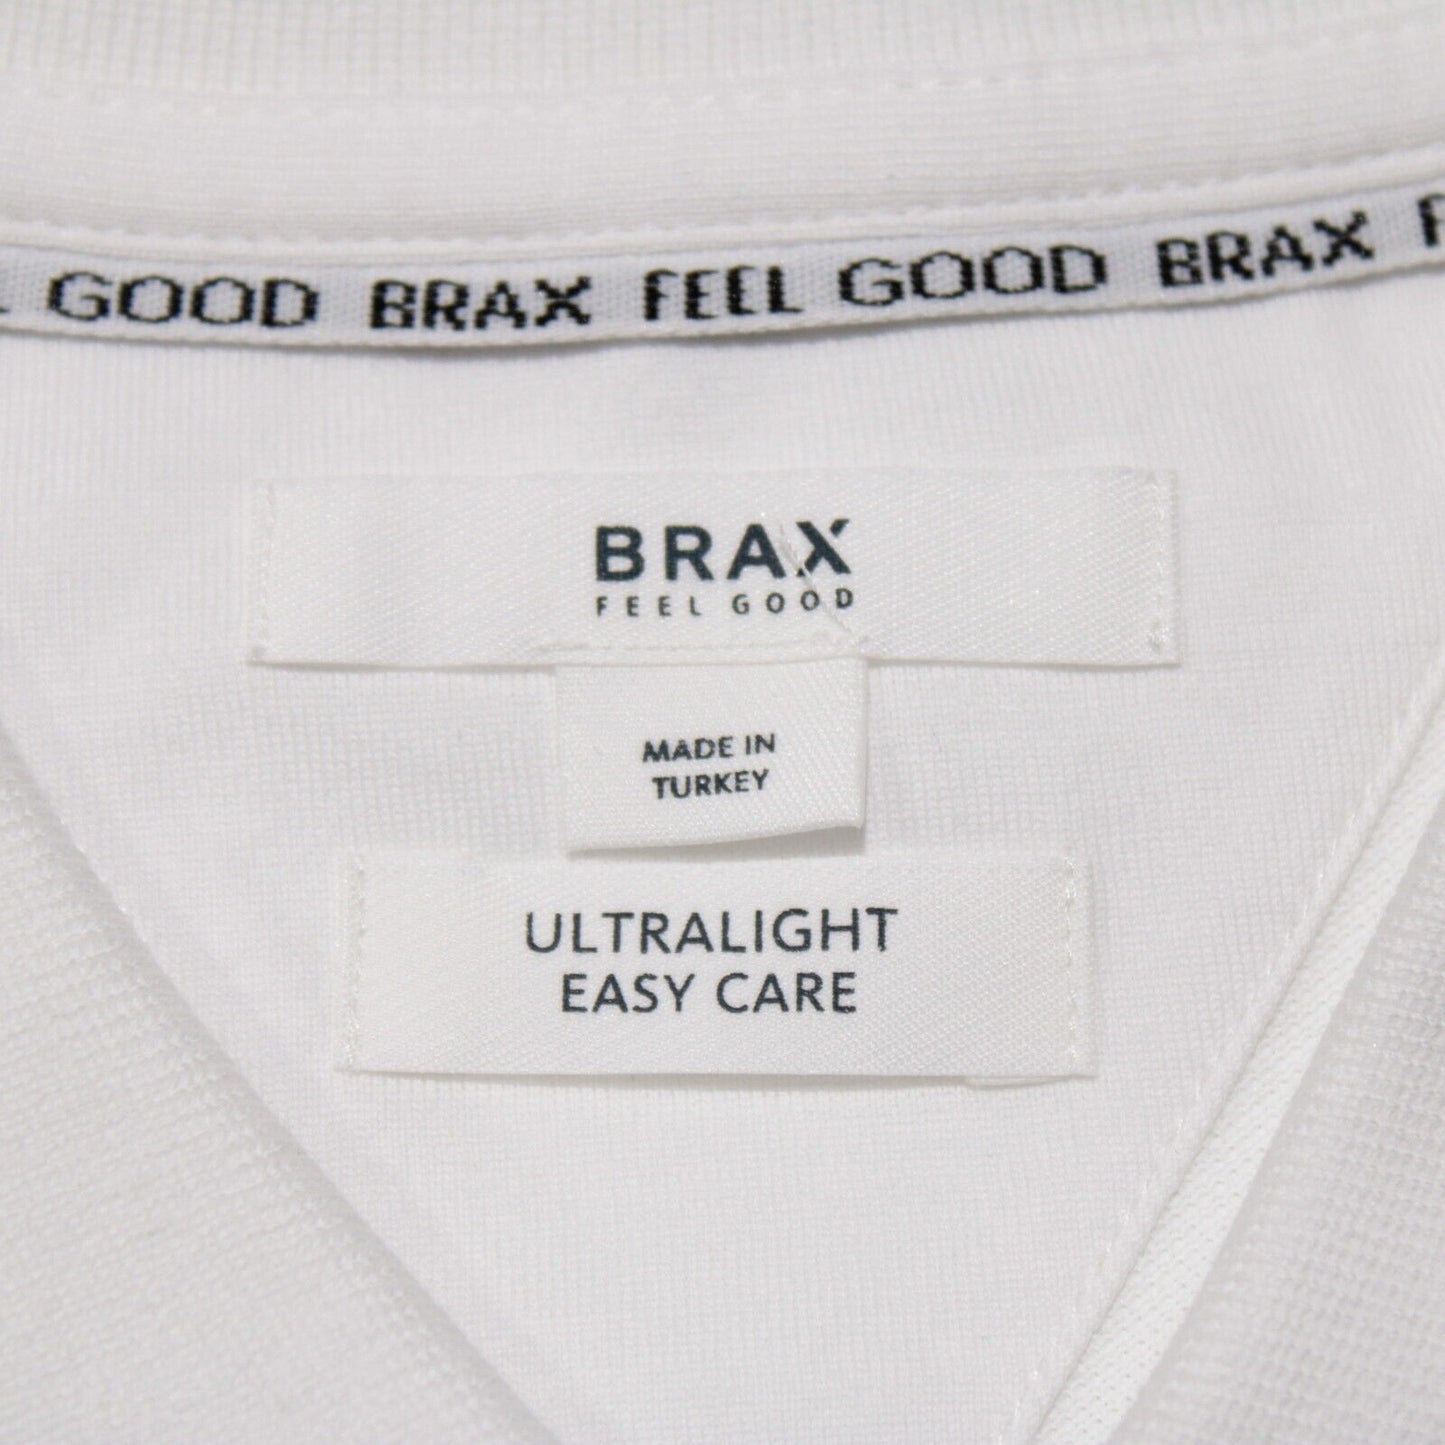 GOOD BRAX FEEL GOOD BRAX
BRAX
FEEL GOOD
MADE IN
TURKEY
ULTRALIGHT
EASY CARE